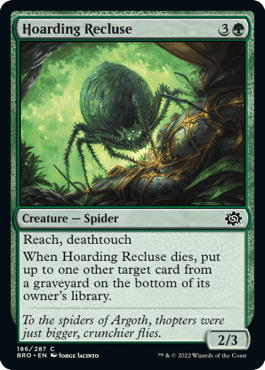 Hoarding Recluse 3
Creature — Spider
Reach, deathtouch
When Hoarding Recluse dies, put
up to one other target card from
a graveyard on the bottom of its
owner's library.
To the spiders of Argoth, thopters were
just bigger, crunchier flies.
2/3
186/287 C
BRO • EN Jorge Jacinto
™ & © 2022 Wizards of the Coast